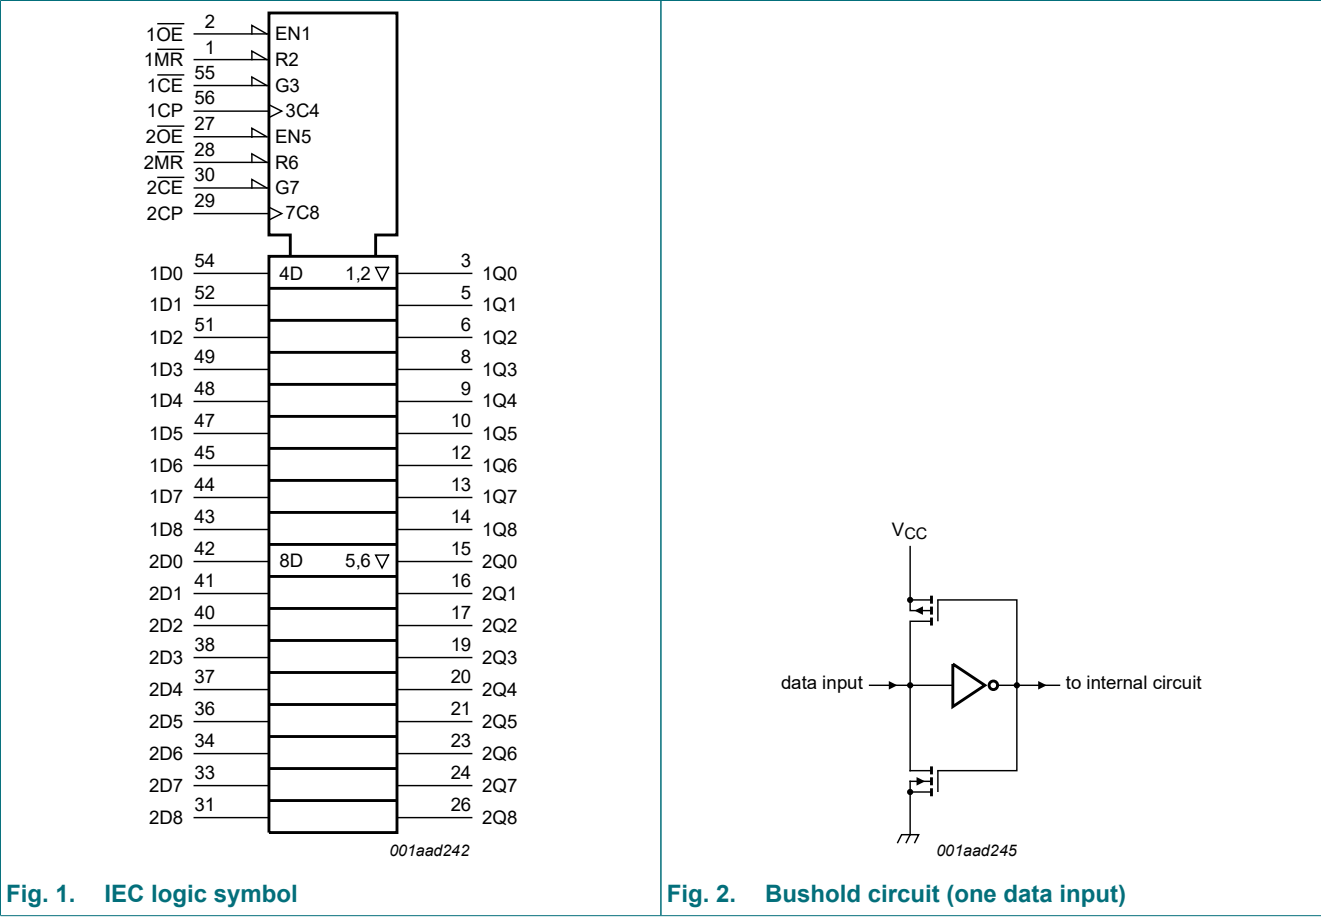 1OE 2 EN1
1MR 1 R2
1CE 55 G3
1CP 56 3C4
2OE 27 EN5
2MR 28 R6
2CE 30 G7
2CP 29 7C8
1D0 54 4D 1,2 ▽ 3 1Q0
1D1 52 5 1Q1
1D2 51 6 1Q2
1D3 49 8 1Q3
1D4 48 9 1Q4
1D5 47 10 1Q5
1D6 45 12 1Q6
1D7 44 13 1Q7
1D8 43 14 1Q8
2D0 42 8D 5,6 ▽ 15 2Q0
2D1 41 16 2Q1
2D2 40 17 2Q2
2D3 38 19 2Q3
2D4 37 20 2Q4
2D5 36 21 2Q5
2D6 34 23 2Q6
2D7 33 24 2Q7
2D8 31 26 2Q8
001aad242
Fig. 1. IEC logic symbol
VCC
data input
to internal circuit
001aad245
Fig. 2. Bushold circuit (one data input)